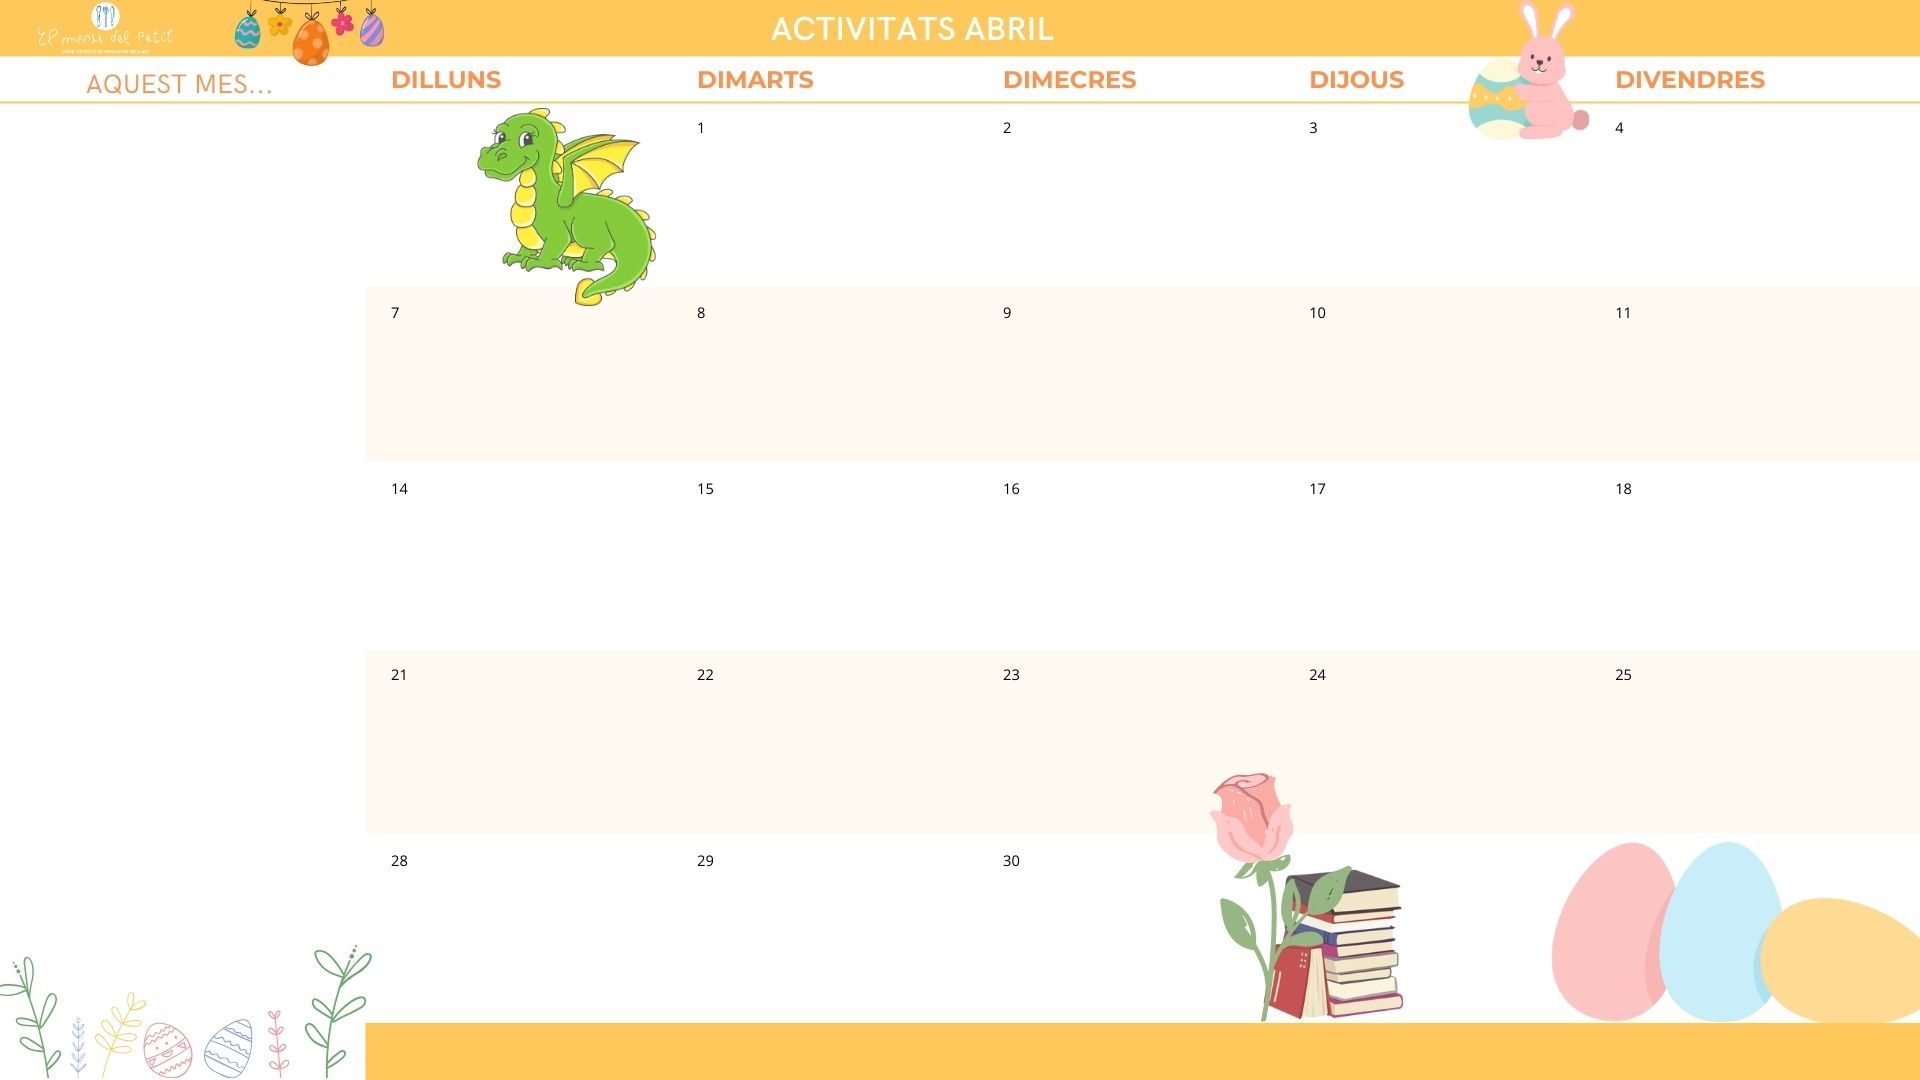 El menú del Petit
ACTIVITATS ABRIL
AQUEST MES...
DILLUNS DIMARTS DIMECRES DIJOUS DIVENDRES
1 2 3 4
7 8 9 10 11
14 15 16 17 18
21 22 23 24 25
28 29 30